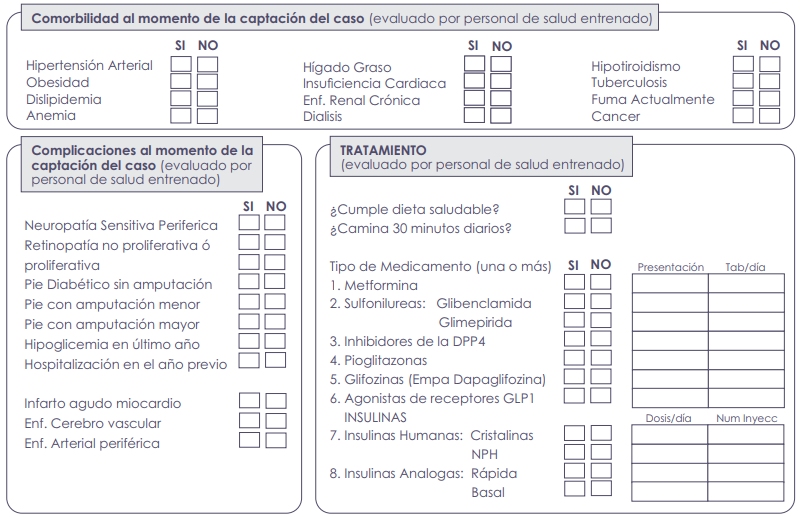 Comorbilidad al momento de la captación del caso (evaluado por personal de salud entrenado)
SI NO
Hipertensión Arterial
Obesidad
Dislipidemia
Anemia
SI NO
Hígado Graso
Insuficiencia Cardiaca
Enf. Renal Crónica
Dialisis
SI NO
Hipotiroidismo
Tuberculosis
Fuma Actualmente
Cancer
Complicaciones al momento de la
captación del caso (evaluado por
personal de salud entrenado)
SI NO
Neuropatía Sensitiva Periferica
Retinopatía no proliferativa ó
proliferativa
Pie Diabético sin amputación
Pie con amputación menor
Pie con amputación mayor
Hipoglicemia en último año
Hospitalización en el año previo
Infarto agudo miocardio
Enf. Cerebro vascular
Enf. Arterial periférica
TRATAMIENTO
(evaluado por personal de salud entrenado)
SI NO
¿Cumple dieta saludable?
¿Camina 30 minutos diarios?
Tipo de Medicamento (una o más) SI NO
1. Metformina
2. Sulfonilureas: Glibenclamida
Glimepirida
3. Inhibidores de la DPP4
4. Pioglitazonas
5. Glifozinas (Empa Dapaglifozina)
6. Agonistas de receptores GLP1
INSULINAS
7. Insulinas Humanas: Cristalinas
NPH
8. Insulinas Analogas: Rápida
Basal
Presentación Tab/día
Dosis/día Num Inyecc